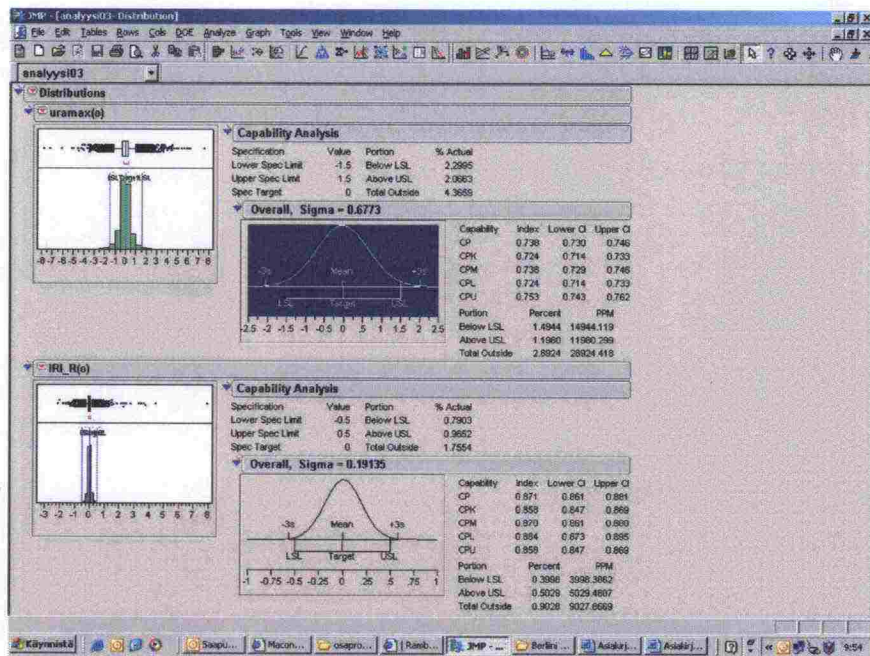 JMP - [analyysi03- Distribution]
File Edit Tables Rows Cols DOE Analyze Graph Tools View Window Help
analyysi03
Distributions
uramax(o)
-8 -7 -6 -5 -4 -3 -2 -1 0 1 2 3 4 5 6 7 8
Capability Analysis
Specification Value Portion % Actual
Lower Spec Limit -1.5 Below LSL 2.2995
Upper Spec Limit 1.5 Above USL 2.0663
Spec Target 0 Total Outside 4.3659
Overall, Sigma = 0.6773
-3s Mean +3s
LSL Target USL
-2.5 -2 -1.5 -1 -0.5 0 0.5 1 1.5 2 2.5
Capability Index Lower CI Upper CI
CP 0.738 0.730 0.746
CPK 0.724 0.714 0.733
CPM 0.738 0.729 0.746
CPL 0.724 0.714 0.733
CPU 0.753 0.743 0.762
Portion Percent PPM
Below LSL 1.4944 14944.119
Above USL 1.1980 11980.299
Total Outside 2.6924 26924.418
IRI_R(o)
-3 -2 -1 0 1 2 3 4 5 6 7 8
Capability Analysis
Specification Value Portion % Actual
Lower Spec Limit -0.5 Below LSL 0.7903
Upper Spec Limit 0.5 Above USL 0.9652
Spec Target 0 Total Outside 1.7554
Overall, Sigma = 0.19135
-3s Mean +3s
LSL Target USL
-1 -0.75 -0.5 -0.25 0 .25 .5 .75 1
Capability Index Lower CI Upper CI
CP 0.871 0.861 0.881
CPK 0.858 0.847 0.869
CPM 0.870 0.861 0.880
CPL 0.884 0.873 0.895
CPU 0.858 0.847 0.869
Portion Percent PPM
Below LSL 0.3998 3998.3862
Above USL 0.5029 5029.4807
Total Outside 0.9028 9027.8669
Käynnistä Saapu... Macon... osapro... | Ramb... JMP - ... Berlini ... Asiakirj... Asiakirj... 9:54